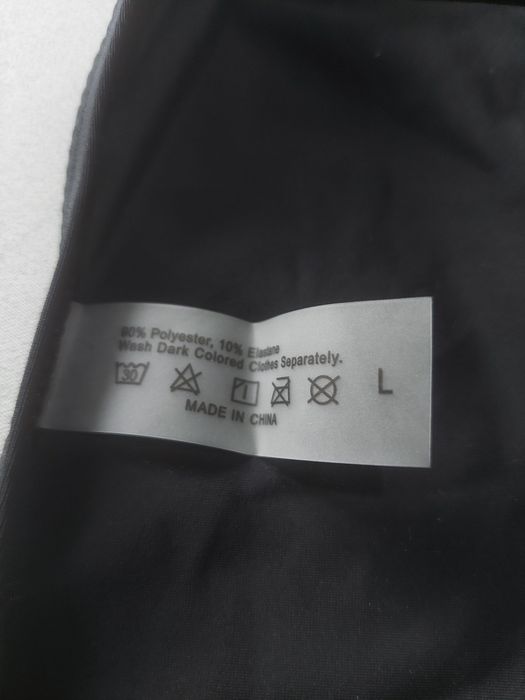 90% Polyester, 10% Elastane
Wash Dark Colored Clothes Separately.
30
L
MADE IN CHINA